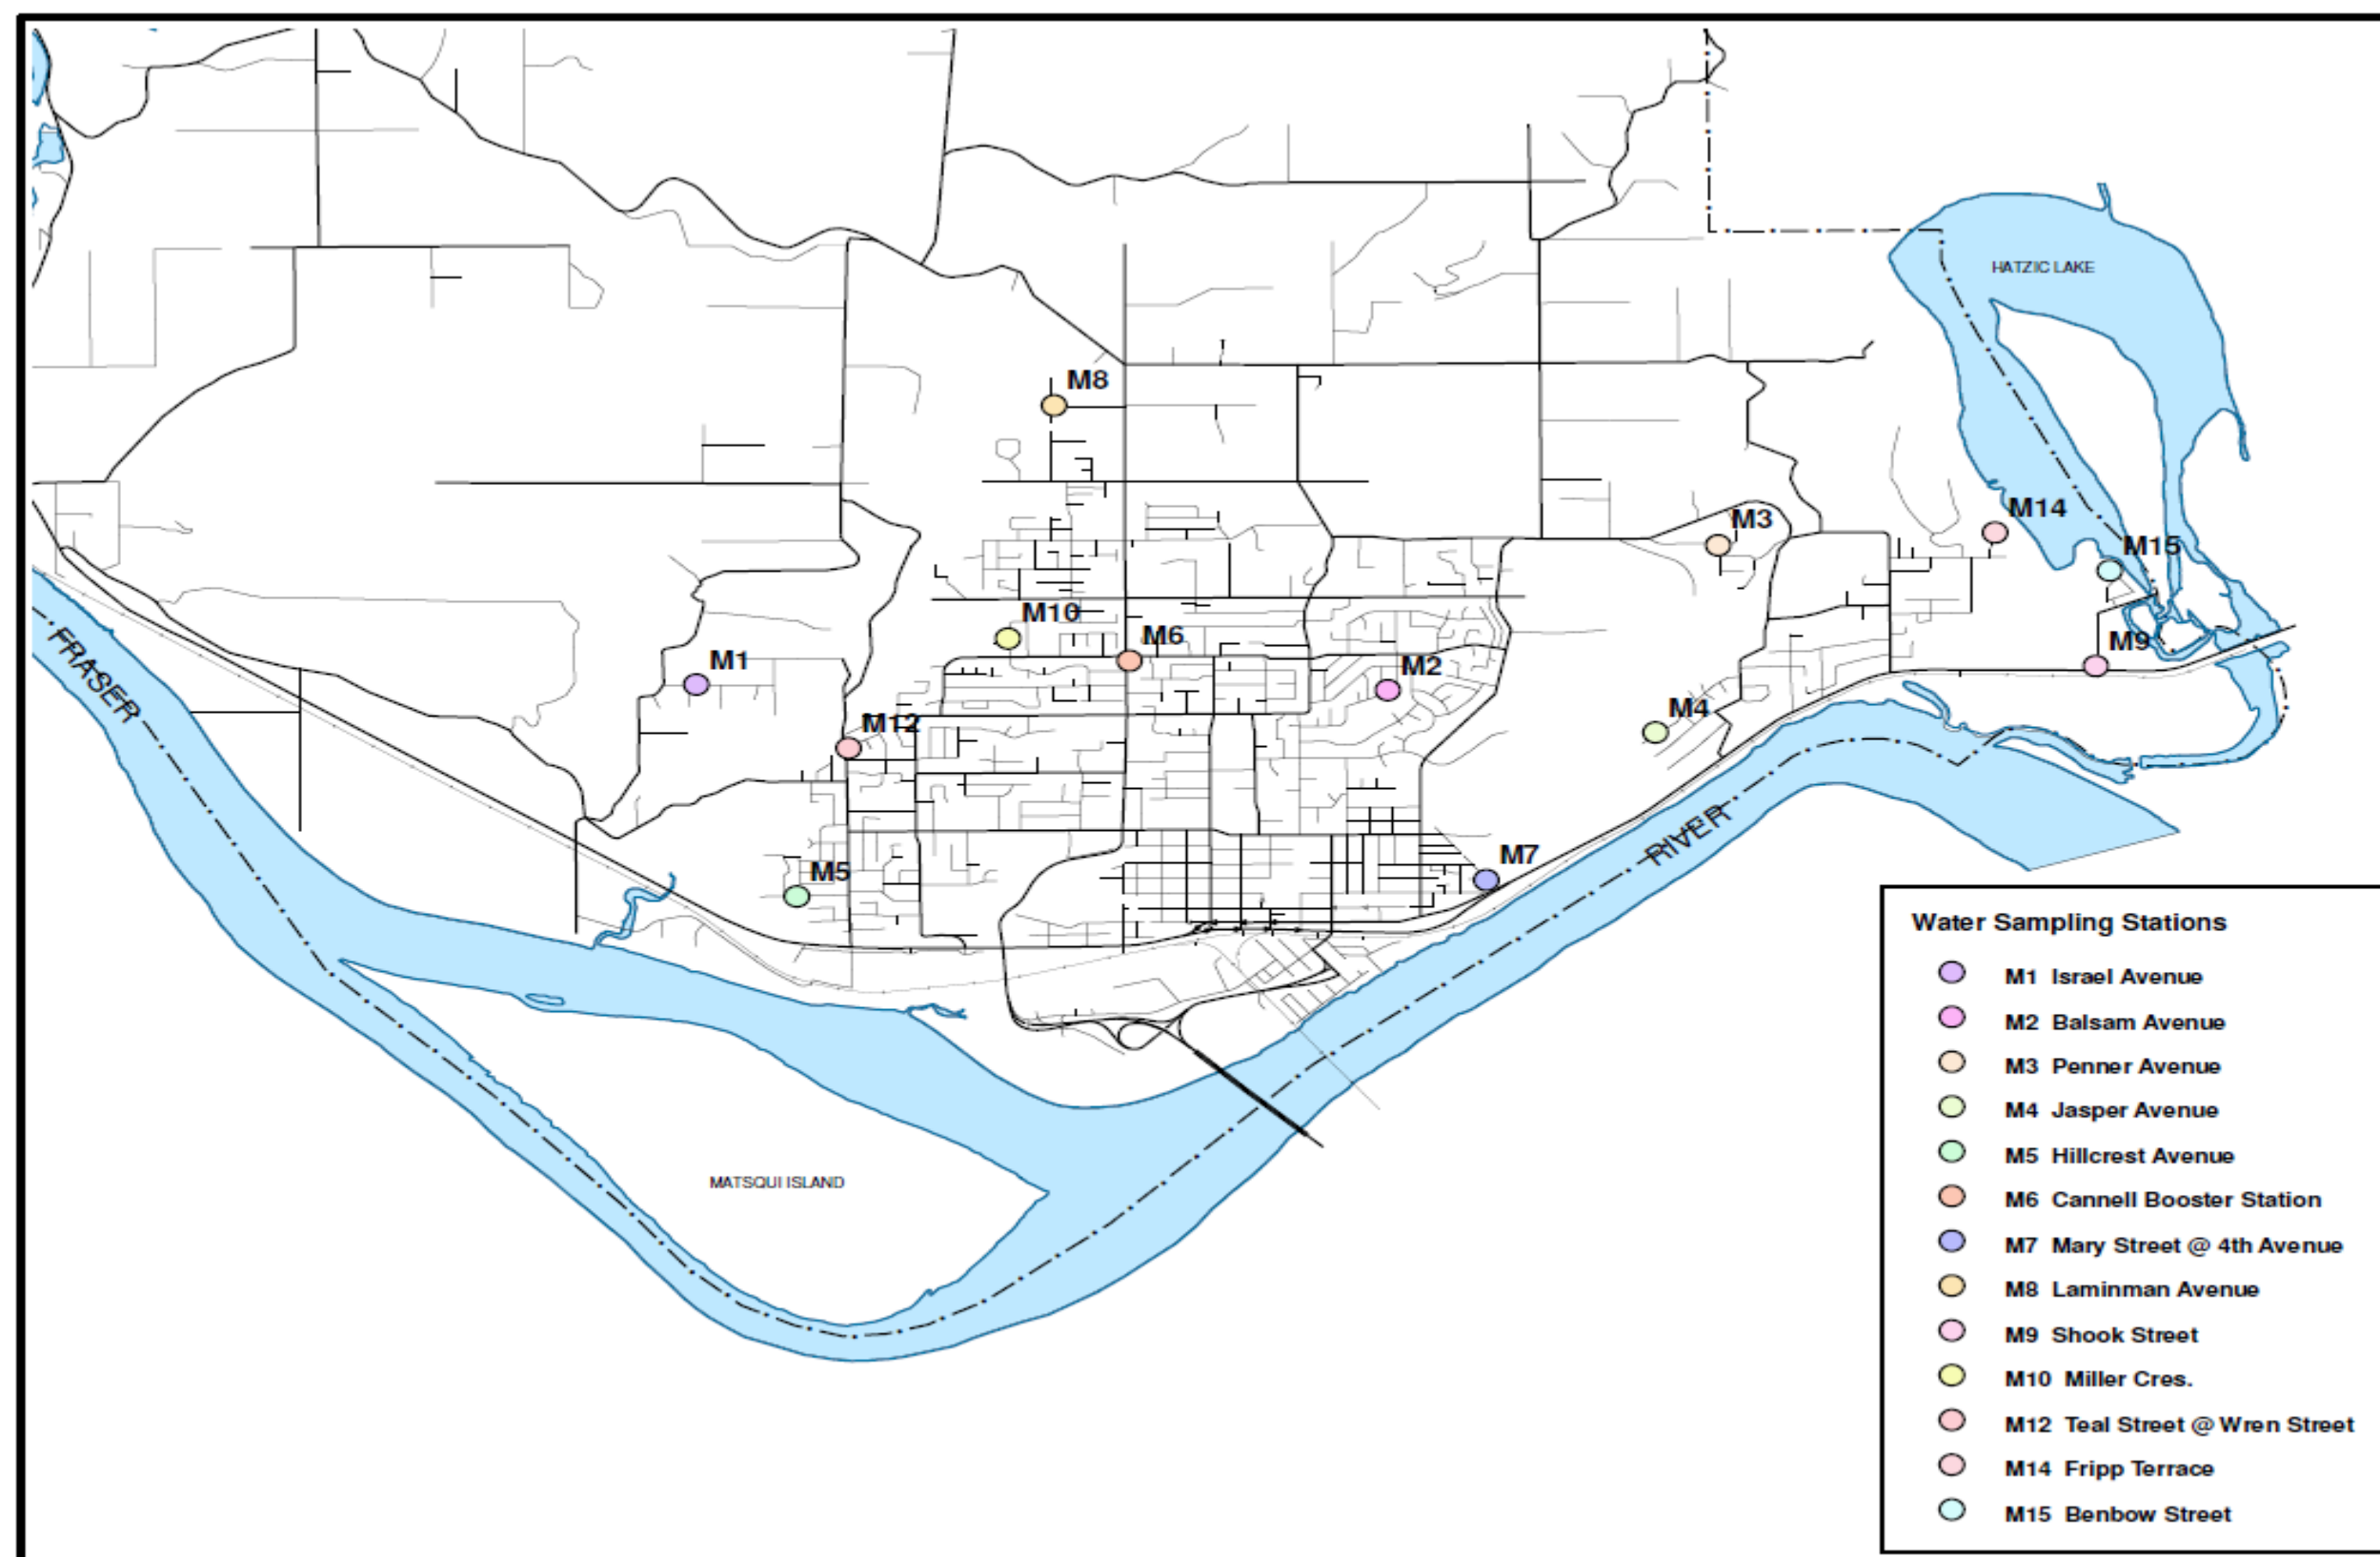 HATZIC LAKE
M8
M14
M3
M15
M10
M6
M9
M1
M2
M4
M12
FRASER
RIVER
M7
M5
MATSQUI ISLAND
Water Sampling Stations
M1 Israel Avenue
M2 Balsam Avenue
M3 Penner Avenue
M4 Jasper Avenue
M5 Hillcrest Avenue
M6 Cannell Booster Station
M7 Mary Street @ 4th Avenue
M8 Laminman Avenue
M9 Shook Street
M10 Miller Cres.
M12 Teal Street @ Wren Street
M14 Fripp Terrace
M15 Benbow Street